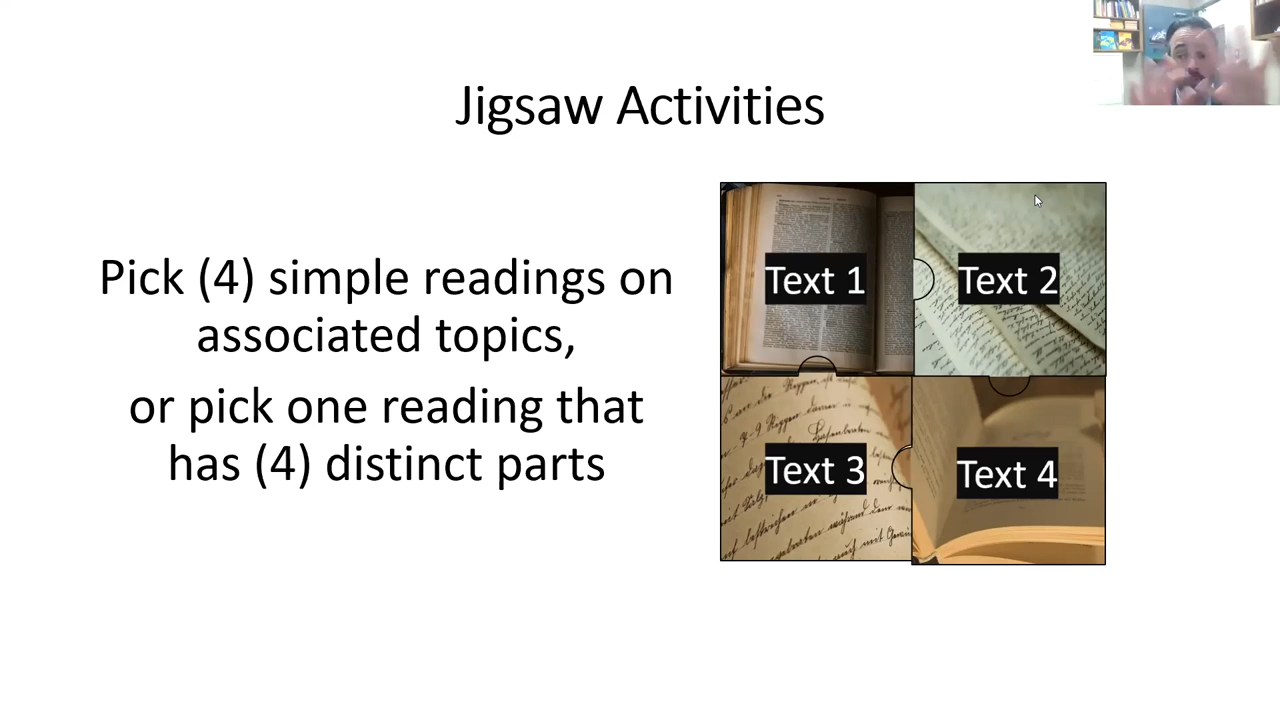 Jigsaw Activities
Pick (4) simple readings on
associated topics,
or pick one reading that
has (4) distinct parts
Text 1
Text 2
Text 3
Text 4